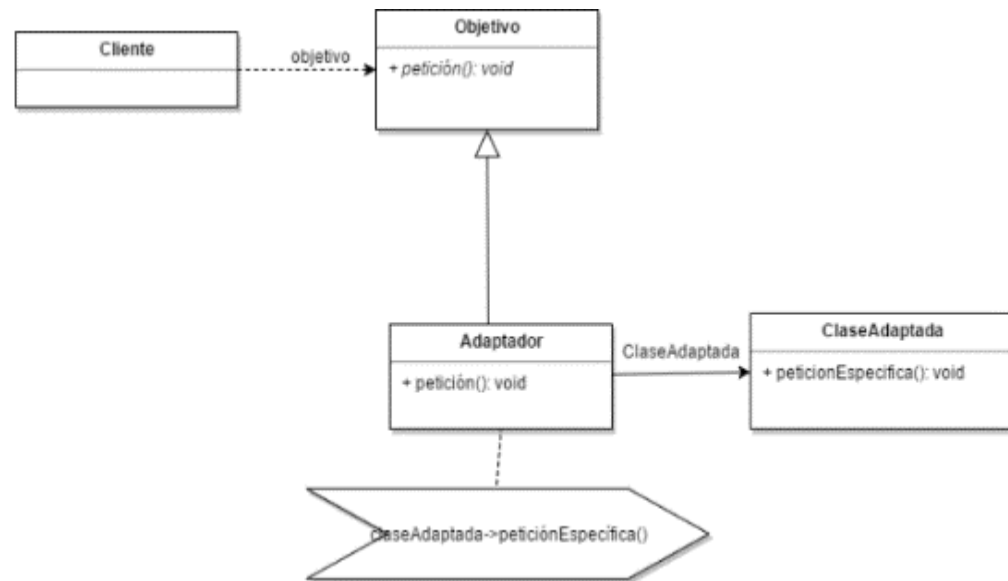 Cliente
objetivo
Objetivo
+ petición(): void
Adaptador
+ petición(): void
ClaseAdaptada
ClaseAdaptada
+ peticionEspecifica(): void
claseAdaptada->peticiónEspecífica()